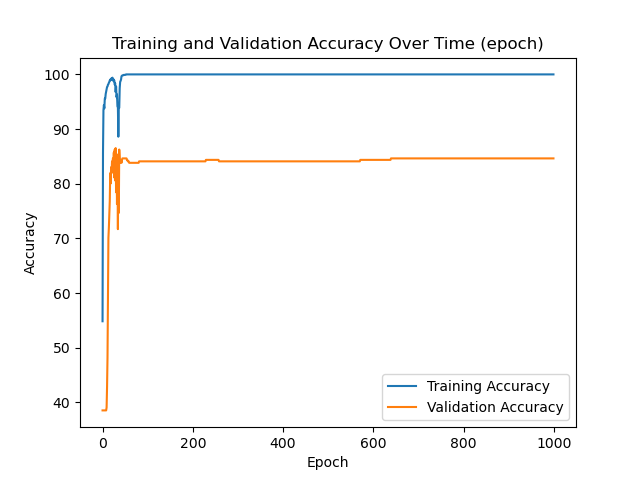 Training and Validation Accuracy Over Time (epoch)
100
90
80
70
60
50
40
Accuracy
0
200
400
600
800
1000
Epoch
Training Accuracy
Validation Accuracy